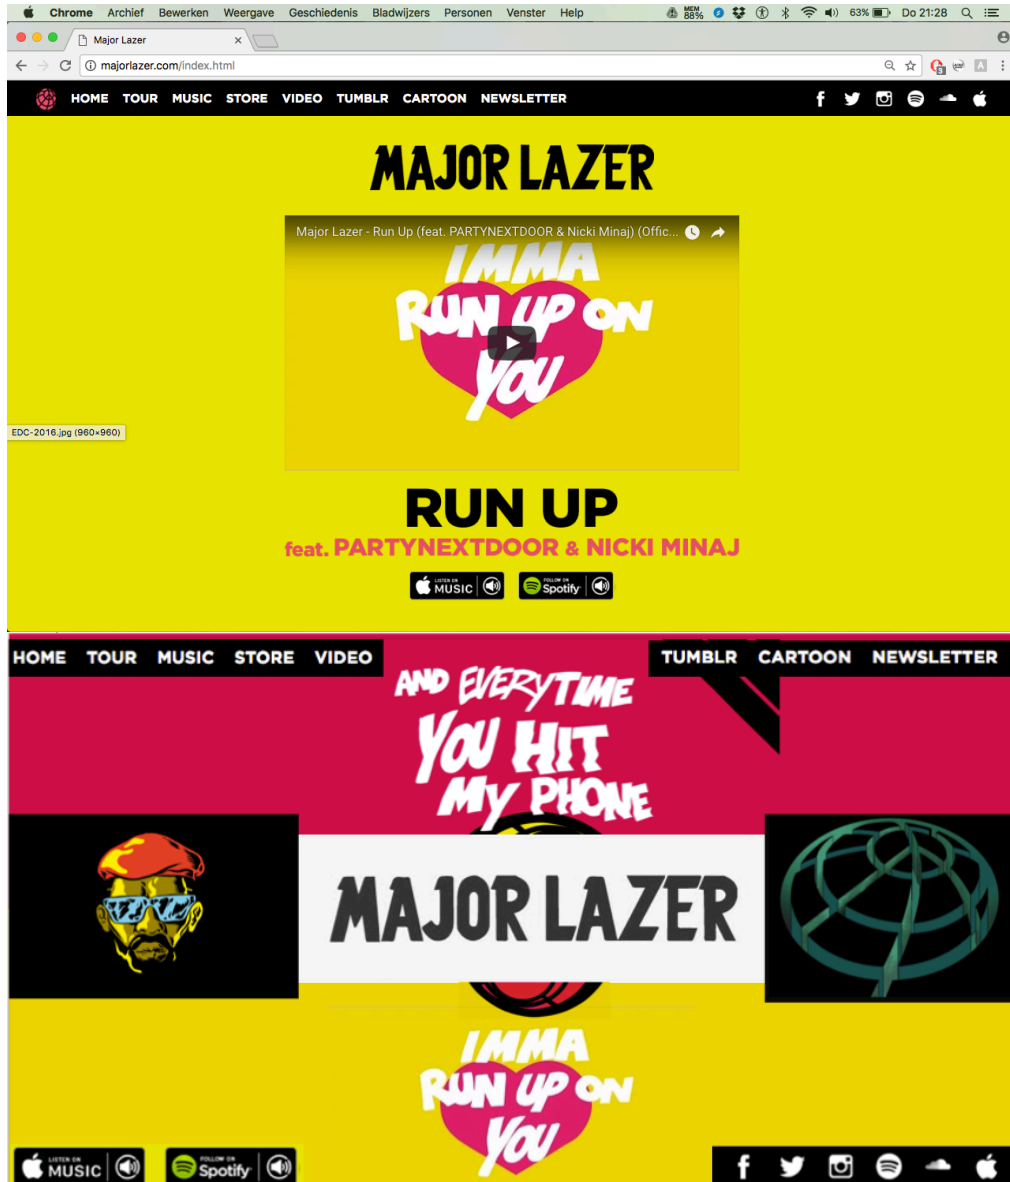 Chrome Archief Bewerken Weergave Geschiedenis Bladwijzers Personen Venster Help MEM 88% 63% Do 21:28
Major Lazer
majorlazer.com/index.html
HOME TOUR MUSIC STORE VIDEO TUMBLR CARTOON NEWSLETTER
MAJOR LAZER
Major Lazer - Run Up (feat. PARTYNEXTDOOR & Nicki Minaj) (Offic...
IMMA
RUN UP ON
YOU
EDC-2016.jpg (960×960)
RUN UP
feat. PARTYNEXTDOOR & NICKI MINAJ
LISTEN ON MUSIC FOLLOW ON Spotify
HOME TOUR MUSIC STORE VIDEO TUMBLR CARTOON NEWSLETTER
AND EVERYTIME
YOU HIT
MY PHONE
MAJOR LAZER
IMMA
RUN UP ON
YOU
LISTEN ON MUSIC FOLLOW ON Spotify